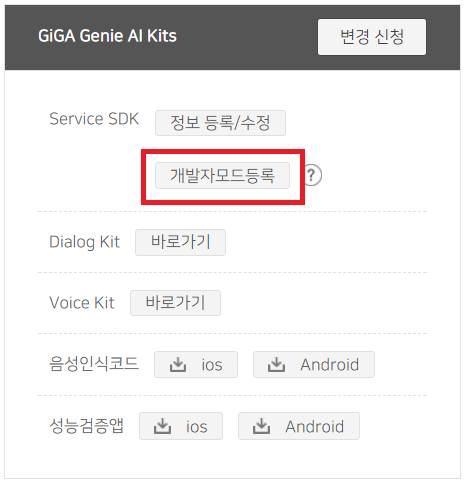 GiGA Genie AI Kits 변경 신청
Service SDK 정보 등록/수정
개발자모드등록 ?
Dialog Kit 바로가기
Voice Kit 바로가기
음성인식코드 ios Android
성능검증앱 ios Android